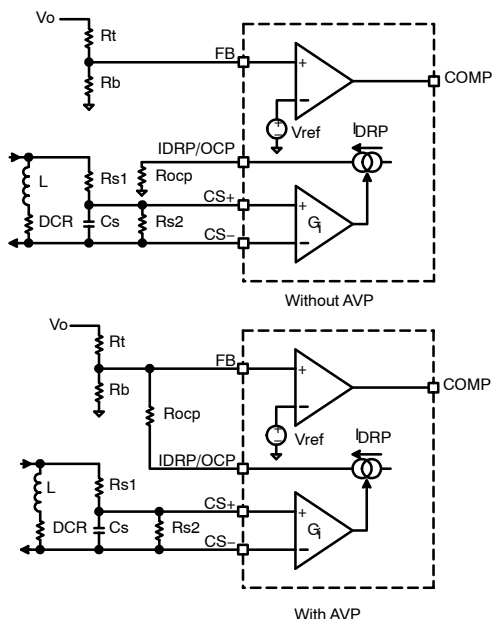 Vo
Rt
FB
Rb
COMP
Vref
IDRP/OCP
IDRP
Rs1
Rocp
L
CS+
DCR
Cs
Rs2
Gi
CS−
Without AVP
Vo
Rt
FB
Rb
COMP
Rocp
Vref
IDRP/OCP
IDRP
L
Rs1
CS+
DCR
Cs
Rs2
Gi
CS−
With AVP